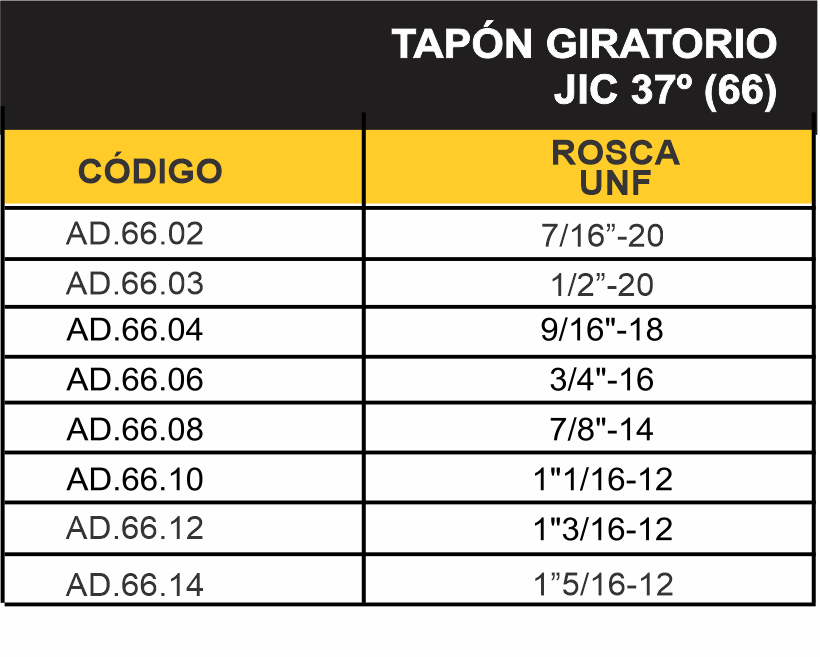 TAPÓN GIRATORIO
JIC 37º (66)
CÓDIGO ROSCA UNF
AD.66.02 7/16”-20
AD.66.03 1/2”-20
AD.66.04 9/16"-18
AD.66.06 3/4"-16
AD.66.08 7/8"-14
AD.66.10 1"1/16-12
AD.66.12 1"3/16-12
AD.66.14 1”5/16-12